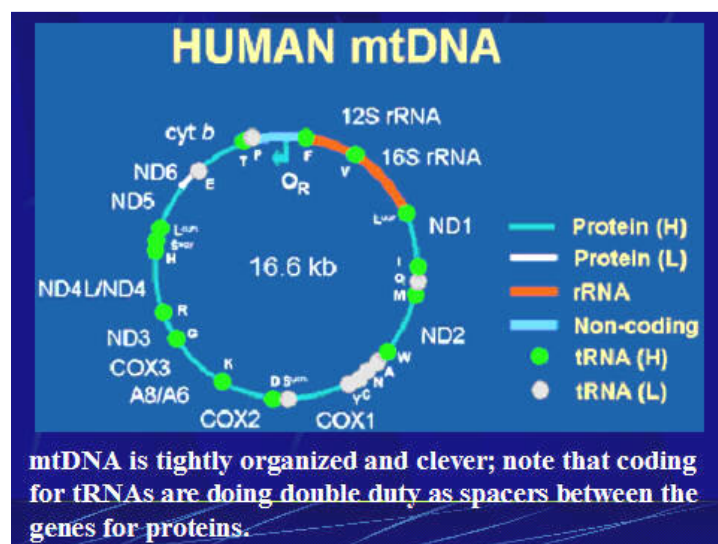 HUMAN mtDNA
12S rRNA
cyt b
16S rRNA
T
P
F
V
ND6
E
OR
ND5
LUUR
ND1
Protein (H)
Protein (L)
H
16.6 kb
I
Q
M
rRNA
ND4L/ND4
Non-coding
R
ND2
ND3
G
W
tRNA (H)
COX3
K
A
N
C
Y
tRNA (L)
A8/A6
D
COX2
COX1
mtDNA is tightly organized and clever; note that coding
for tRNAs are doing double duty as spacers between the
genes for proteins.